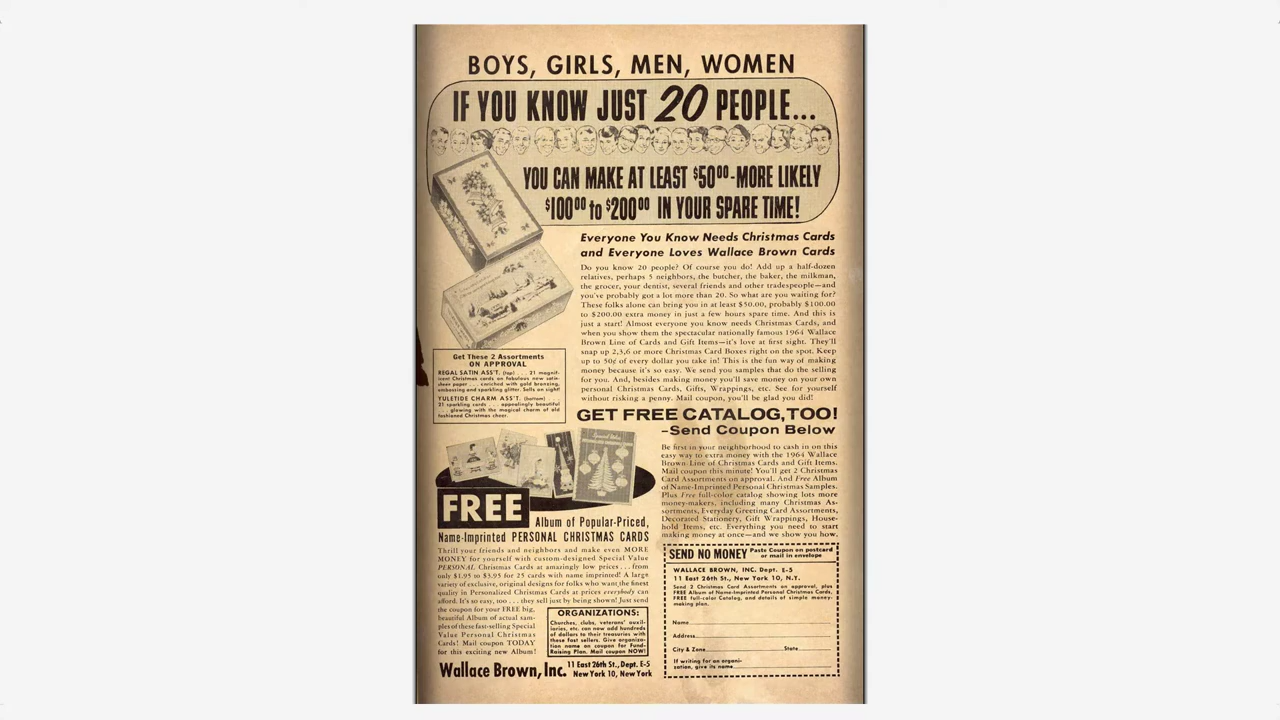 BOYS, GIRLS, MEN, WOMEN
IF YOU KNOW JUST 20 PEOPLE...
YOU CAN MAKE AT LEAST $50⁰⁰-MORE LIKELY
$100⁰⁰ to $200⁰⁰ IN YOUR SPARE TIME!
Everyone You Know Needs Christmas Cards
and Everyone Loves Wallace Brown Cards
Do you know 20 people? Of course you do! Add up a half-dozen
relatives, perhaps 5 neighbors, the butcher, the baker, the milkman,
the grocer, your dentist, several friends and other tradespeople—and
you've probably got a lot more than 20. So what are you waiting for?
These folks alone can bring you in at least $50.00, probably $100.00
to $200.00 extra money in just a few hours spare time. And this is
just a start! Almost everyone you know needs Christmas Cards, and
when you show them the spectacular nationally famous 1964 Wallace
Brown Line of Cards and Gift Items—it's love at first sight. They'll
snap up 2,3,6 or more Christmas Card Boxes right on the spot. Keep
up to 50¢ of every dollar you take in! This is the fun way of making
money because it's so easy. We send you samples that do the selling
for you. And, besides making money you'll save money on your own
personal Christmas Cards, Gifts, Wrappings, etc. See for yourself
without risking a penny. Mail coupon, you'll be glad you did!
Get These 2 Assortments
ON APPROVAL
REGAL SATIN ASS'T. (top) . . . 21 magnif-
icent Christmas cards on fabulous new satin-
sheen paper . . . enriched with gold bronzing,
embossing and sparkling glitter. Sells on sight!
YULETIDE CHARM ASS'T. (bottom) . . .
21 sparkling cards . . . appealingly beautiful
. . . glowing with the magical charm of old
fashioned Christmas cheer.
GET FREE CATALOG,TOO!
–Send Coupon Below
Be first in your neighborhood to cash in on this
easy way to extra money with the 1964 Wallace
Brown Line of Christmas Cards and Gift Items.
Mail coupon this minute! You'll get 2 Christmas
Card Assortments on approval. And Free Album
of Name-Imprinted Personal Christmas Samples.
Plus Free full-color catalog showing lots more
money-makers, including many Christmas As-
sortments, Everyday Greeting Card Assortments,
Decorated Stationery, Gift Wrappings, House-
hold Items, etc. Everything you need to start
making money at once—and we show you how.
FREE
Album of Popular-Priced,
Name-Imprinted PERSONAL CHRISTMAS CARDS
Thrill your friends and neighbors and make even MORE
MONEY for yourself with custom-designed Special Value
PERSONAL Christmas Cards at amazingly low prices . . . from
only $1.95 to $3.95 for 25 cards with name imprinted! A large
variety of exclusive, original designs for folks who want the finest
quality in Personalized Christmas Cards at prices everybody can
afford. It's so easy, too . . . they sell just by being shown! Just send
the coupon for your FREE big,
beautiful Album of actual sam-
ples of these fast-selling Special
Value Personal Christmas
Cards! Mail coupon TODAY
for this exciting new Album!
ORGANIZATIONS:
Churches, clubs, veterans' auxil-
iaries, etc. can now add hundreds
of dollars to their treasuries with
these fast sellers. Give organiza-
tion name on coupon for Fund-
Raising Plan. Mail coupon NOW!
Wallace Brown, Inc. 11 East 26th St., Dept. E-5
New York 10, New York
SEND NO MONEY Paste Coupon on postcard
or mail in envelope
WALLACE BROWN, INC. Dept. E-5
11 East 26th St., New York 10, N.Y.
Send 2 Christmas Card Assortments on approval, plus
FREE Album of Name-Imprinted Personal Christmas Cards,
FREE full-color Catalog, and details of simple money-
making plan.
Name
Address
City & Zone State
If writing for an organi-
zation, give its name